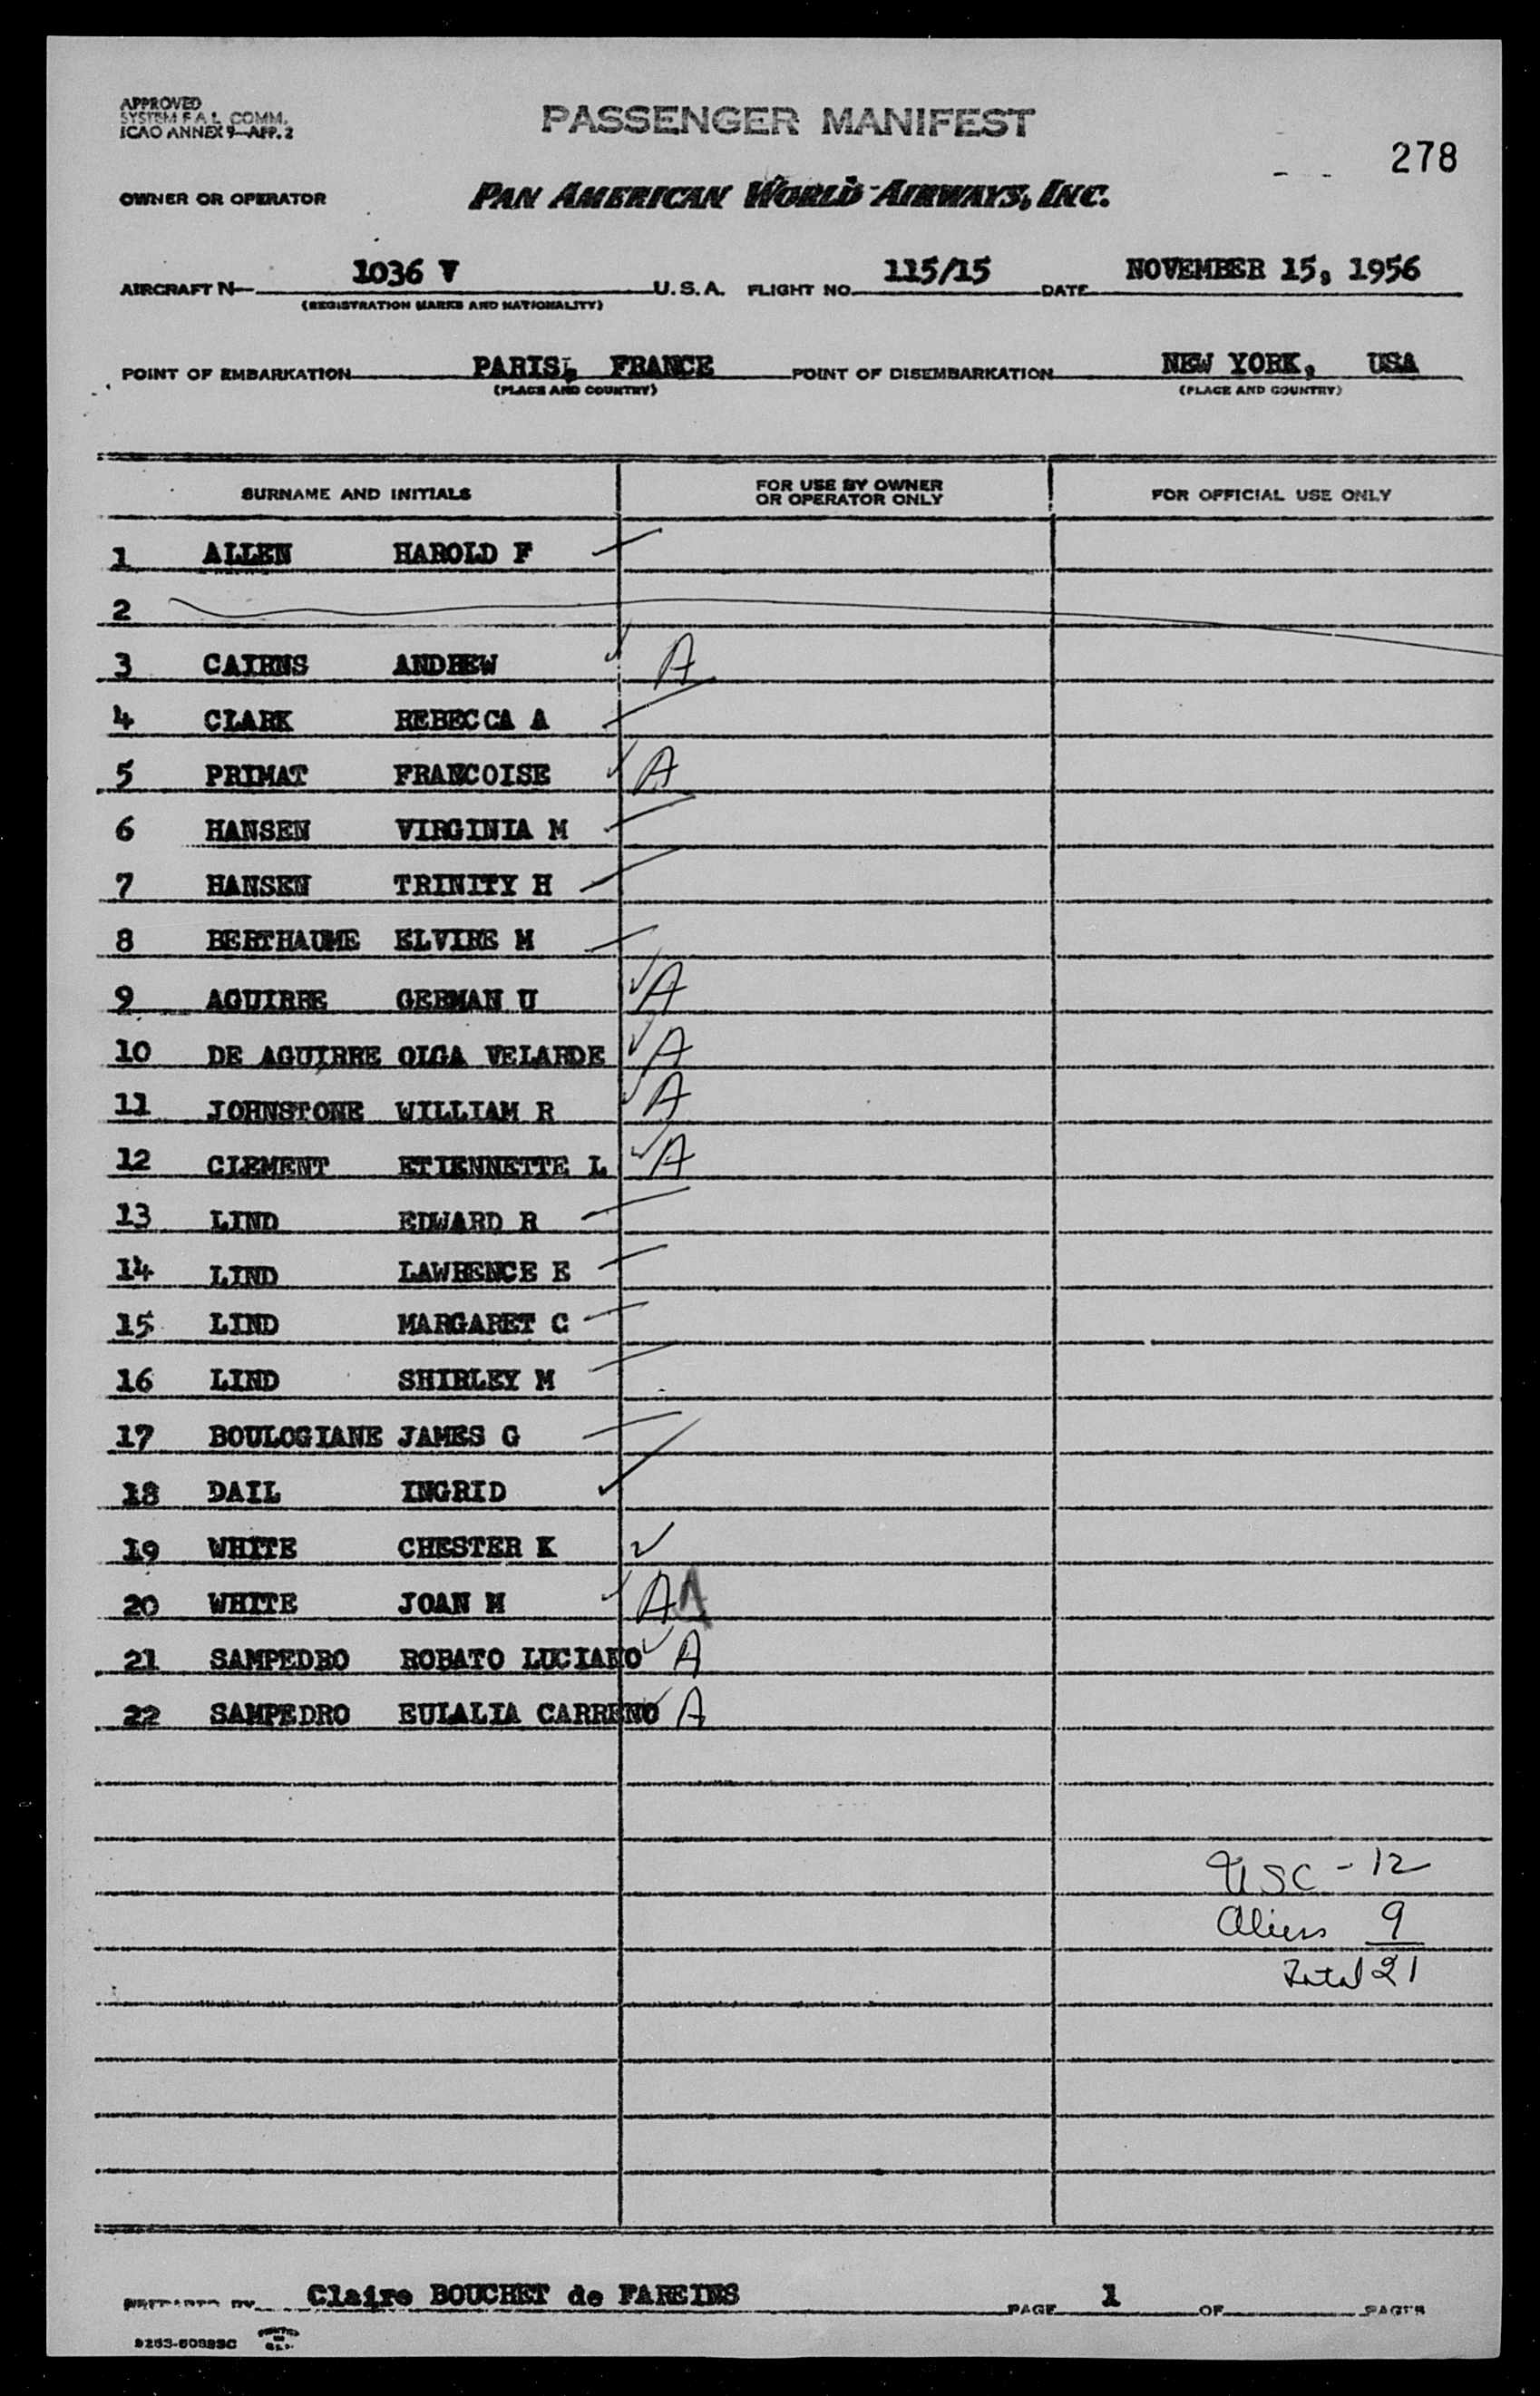 APPROVED
SYSTEM F.A.L. COMM.
ICAO ANNEX 9—APP. 2
PASSENGER MANIFEST
278
OWNER OR OPERATOR PAN AMERICAN WORLD AIRWAYS, INC.
AIRCRAFT N— 1036 V U.S.A. FLIGHT NO. 115/15 DATE NOVEMBER 15, 1956
(REGISTRATION MARKS AND NATIONALITY)
POINT OF EMBARKATION PARIS, FRANCE POINT OF DISEMBARKATION NEW YORK, USA
(PLACE AND COUNTRY) (PLACE AND COUNTRY)
SURNAME AND INITIALS FOR USE BY OWNER OR OPERATOR ONLY FOR OFFICIAL USE ONLY
1 ALLEN HAROLD F
2
3 CAIRNS ANDREW A
4 CLARK REBECCA A
5 PRIMAT FRANCOISE A
6 HANSEN VIRGINIA M
7 HANSEN TRINITY H
8 BERTHAUME ELVIRE M
9 AGUIRRE GERMAN U A
10 DE AGUIRRE OLGA VELARDE A
11 JOHNSTONE WILLIAM R A
12 CLEMENT ETIENNETTE L A
13 LIND EDWARD R
14 LIND LAWRENCE E
15 LIND MARGARET C
16 LIND SHIRLEY M
17 BOULOGIANE JAMES G
18 DAIL INGRID
19 WHITE CHESTER K
20 WHITE JOAN M A A
21 SAMPEDRO ROBATO LUCIANO A
22 SAMPEDRO EULALIA CARRENO A
USC - 12
Aliens 9
Total 21
PREPARED BY Claire BOUCHET de FAREINS PAGE 1 OF PAGES